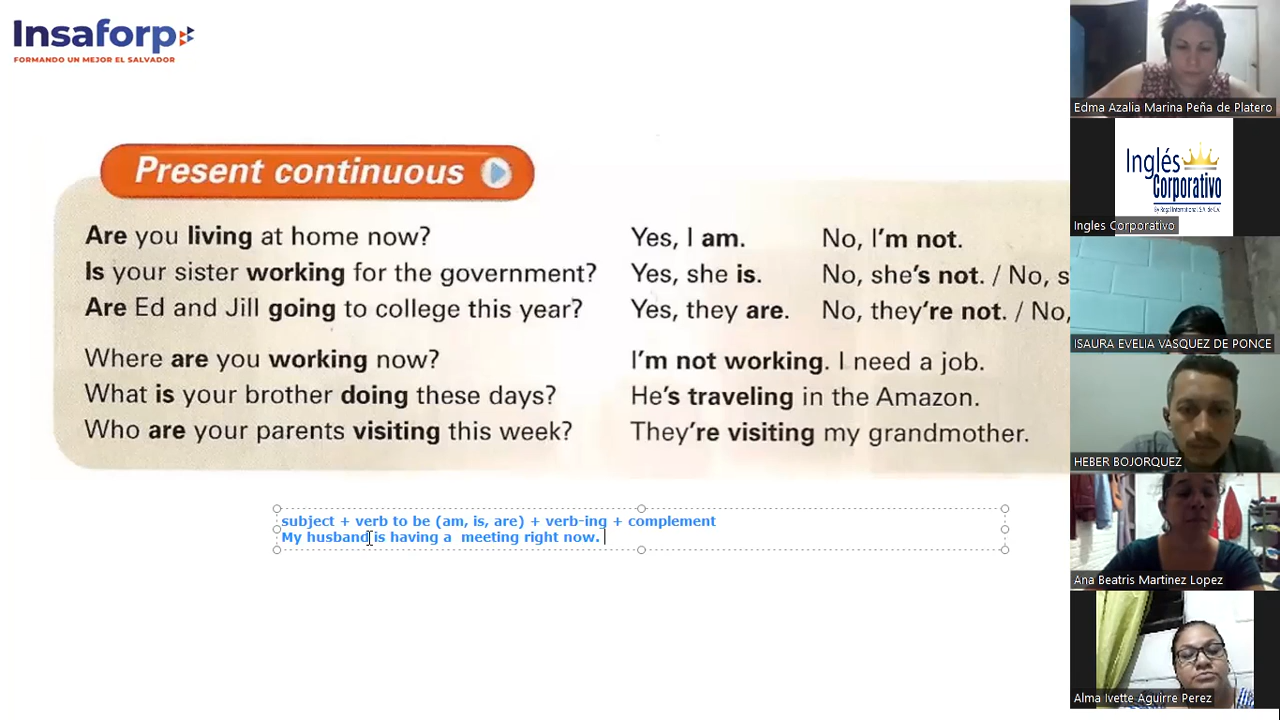 Insaforp
FORMANDO UN MEJOR EL SALVADOR
Present continuous
Are you living at home now? Yes, I am. No, I'm not.
Is your sister working for the government? Yes, she is. No, she's not. / No, s
Are Ed and Jill going to college this year? Yes, they are. No, they're not. / No,
Where are you working now? I'm not working. I need a job.
What is your brother doing these days? He's traveling in the Amazon.
Who are your parents visiting this week? They're visiting my grandmother.
subject + verb to be (am, is, are) + verb-ing + complement
My husband is having a  meeting right now.
Edma Azalia Marina Peña de Platero
Inglés
Corporativo
Ingles Corporativo
ISAURA EVELIA VASQUEZ DE PONCE
HEBER BOJORQUEZ
Ana Beatris Martinez Lopez
Alma Ivette Aguirre Perez